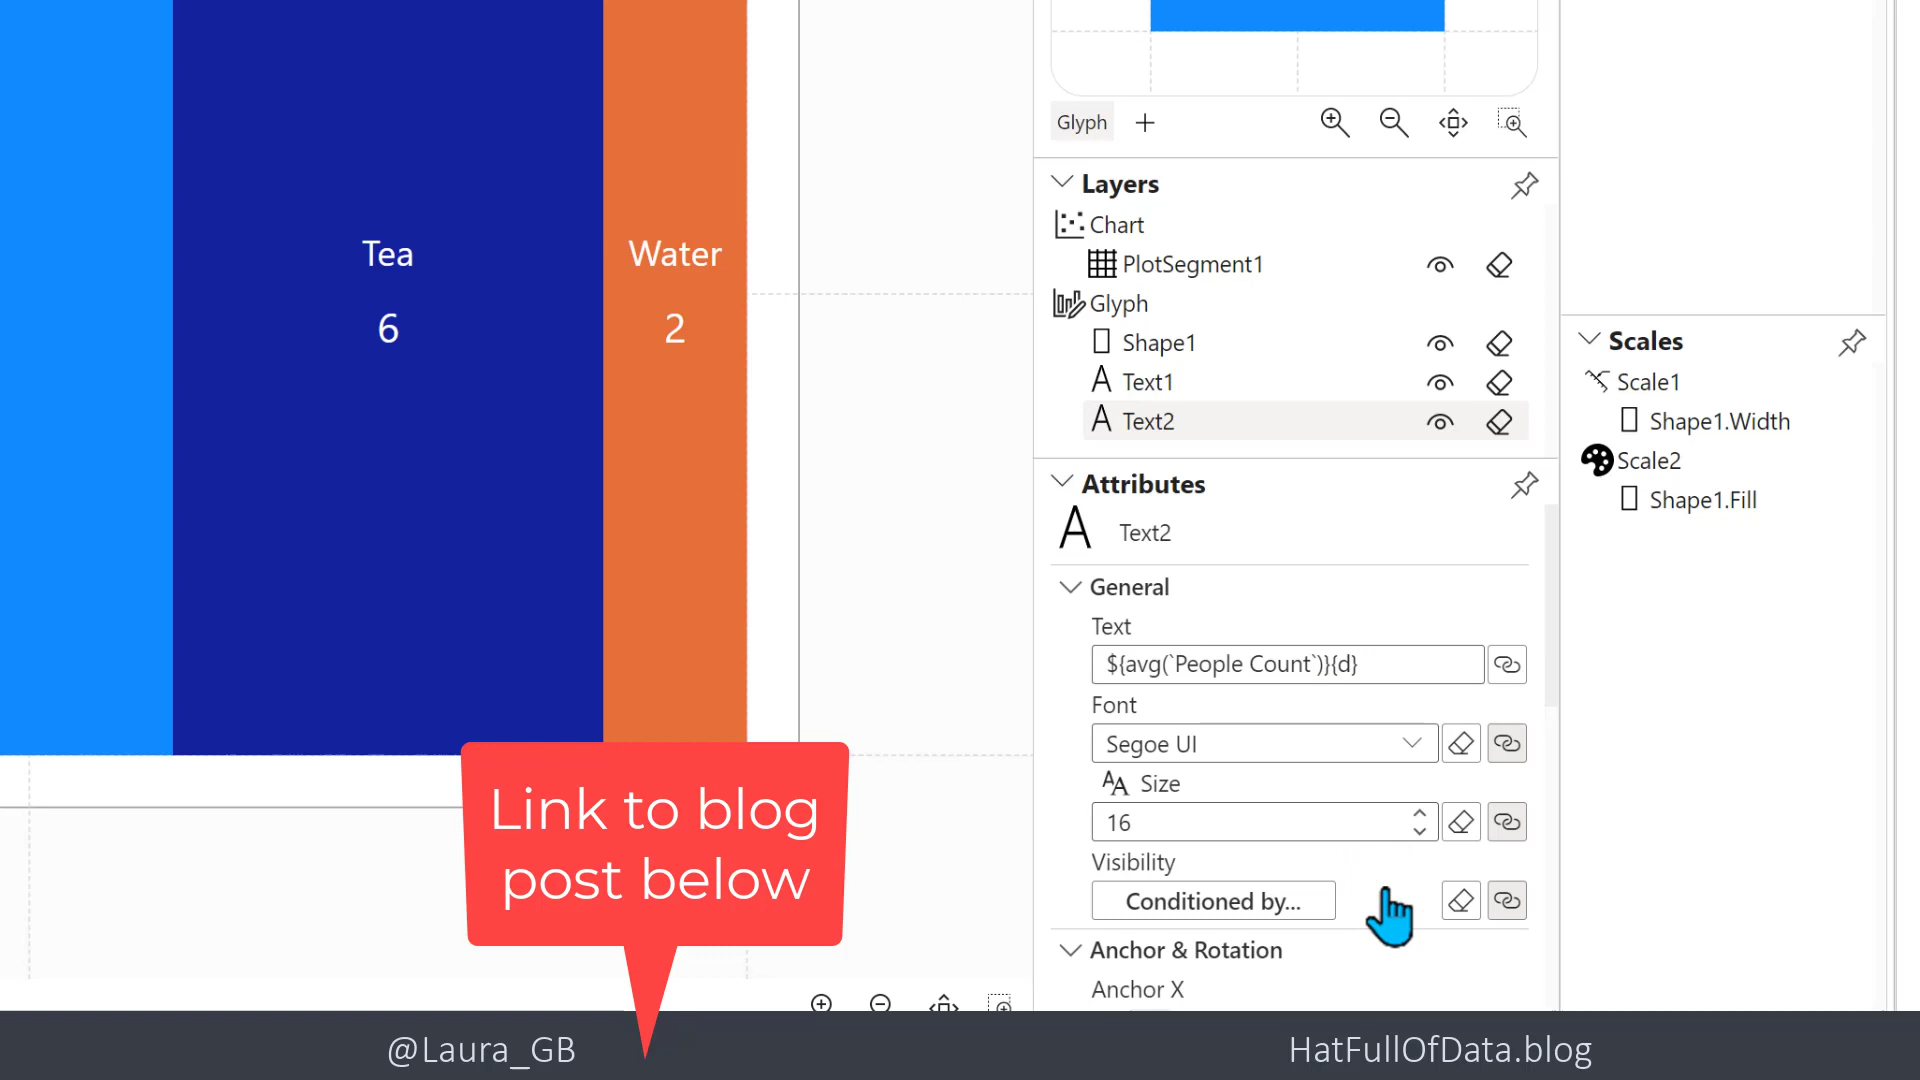 Tea
6
Water
2
Link to blog
post below
Glyph
Layers
Chart
PlotSegment1
Glyph
Shape1
Text1
Text2
Attributes
Text2
General
Text
${avg(`People Count`)}{d}
Font
Segoe UI
Size
16
Visibility
Conditioned by...
Anchor & Rotation
Anchor X
Scales
Scale1
Shape1.Width
Scale2
Shape1.Fill
@Laura_GB
HatFullOfData.blog